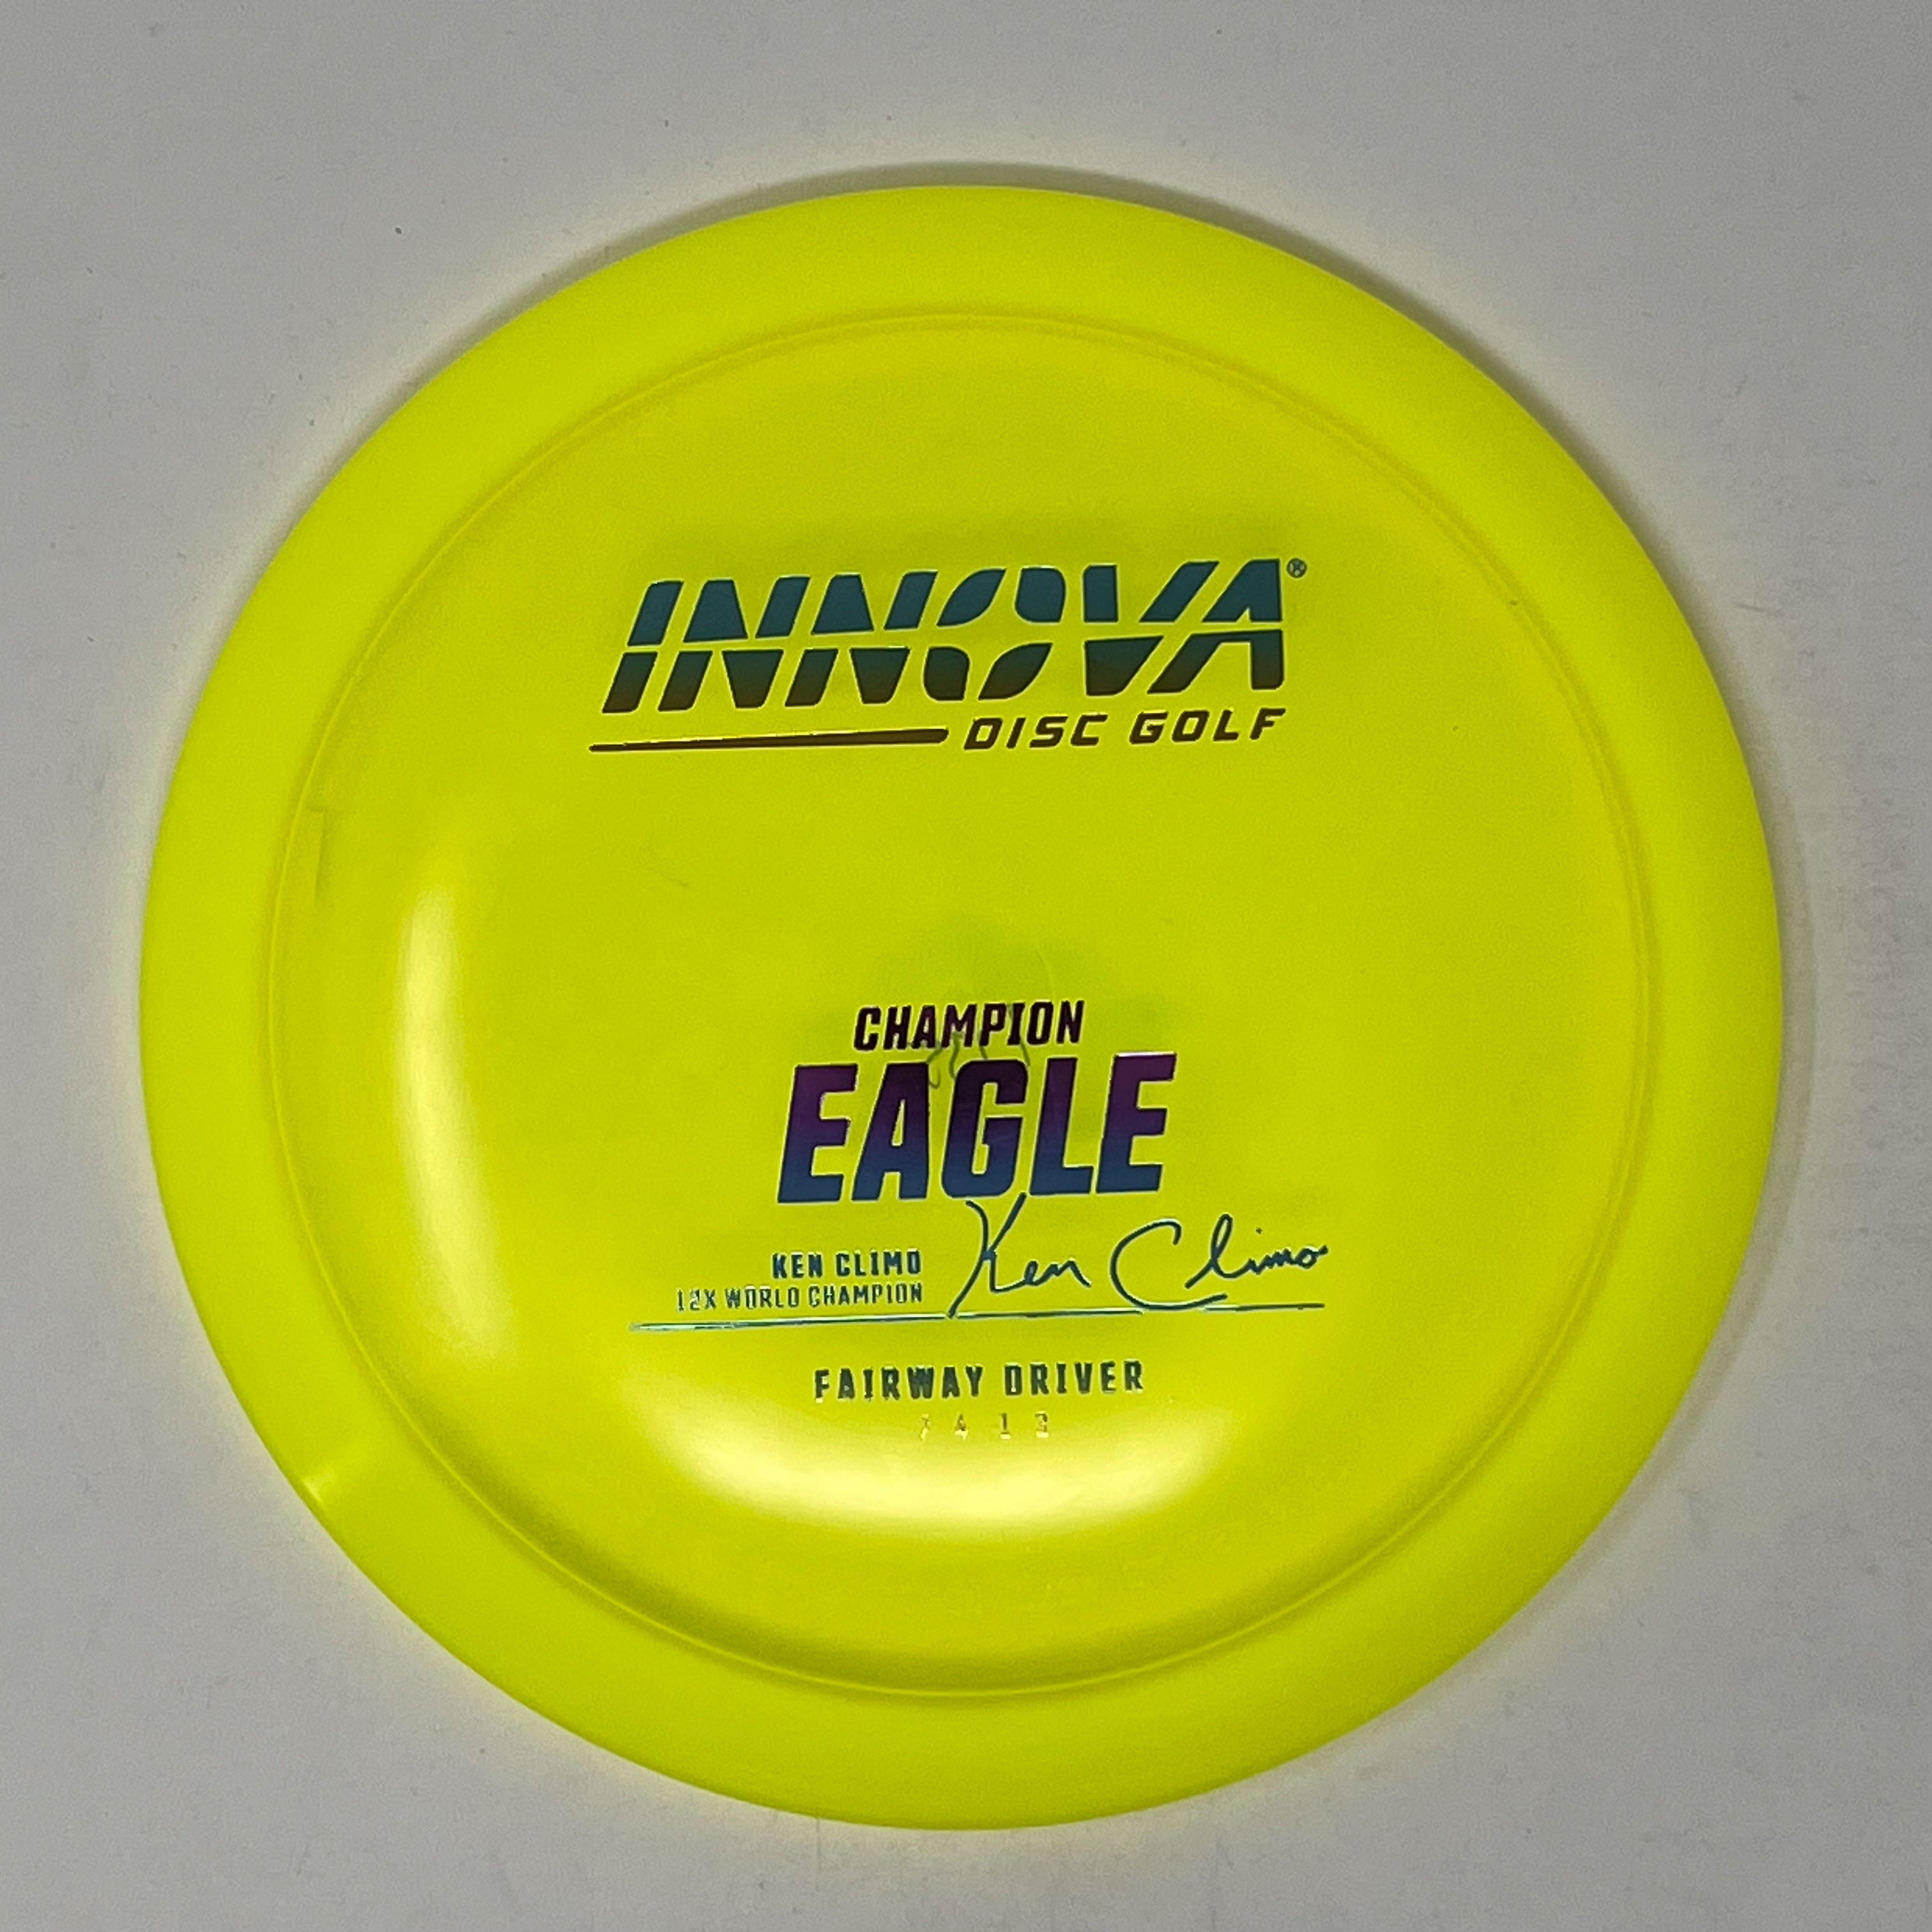 INNOVA®
DISC GOLF
CHAMPION
EAGLE
KEN CLIMO
12X WORLD CHAMPION
Ken Climo
FAIRWAY DRIVER
7 4 1 3